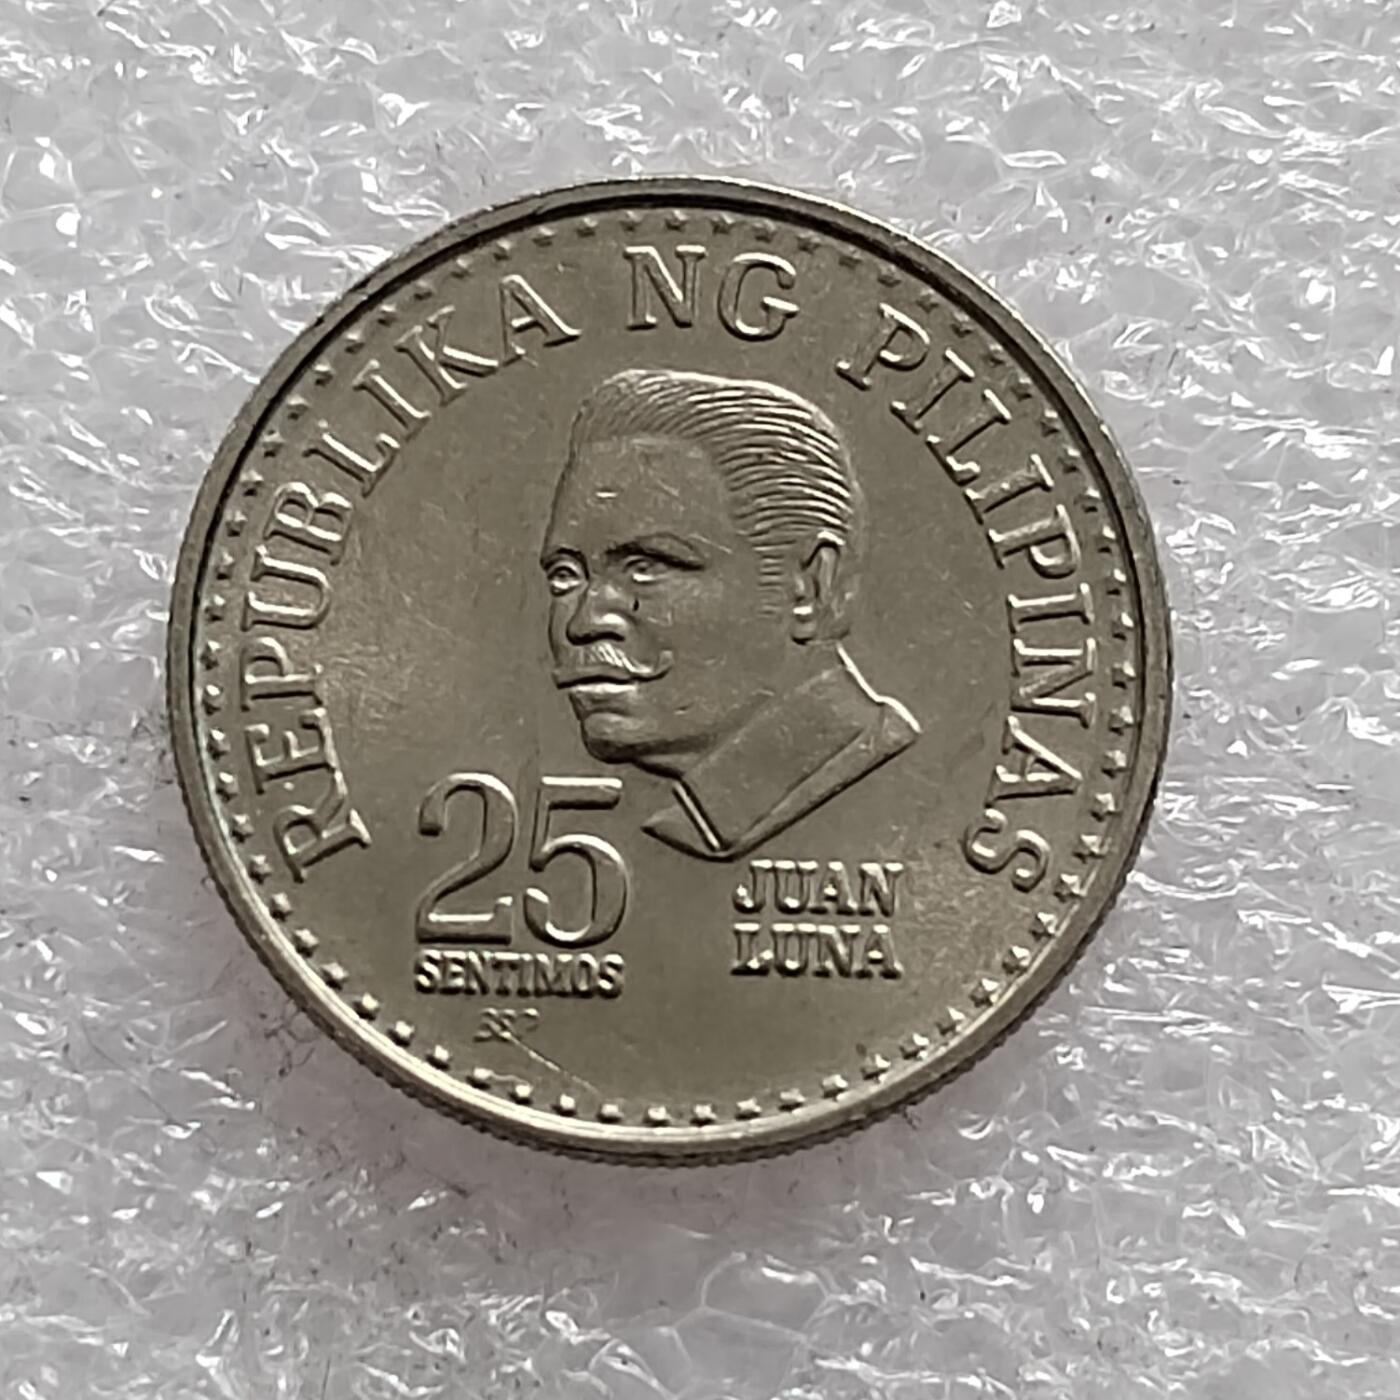 REPUBLIKA NG PILIPINAS
25
SENTIMOS
JUAN
LUNA